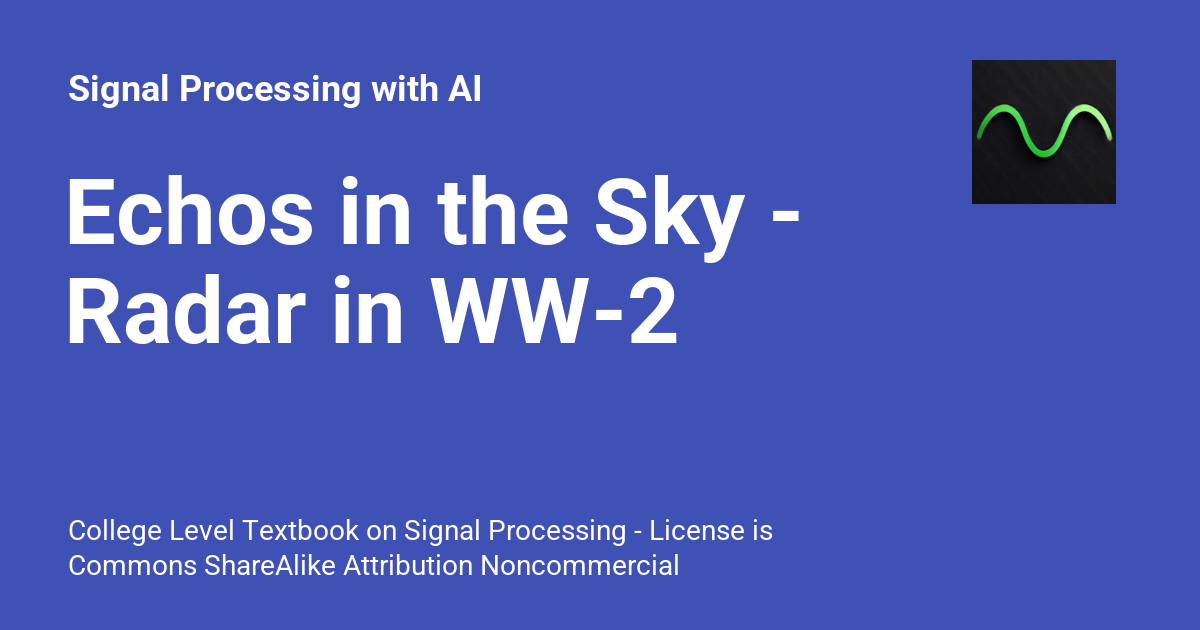 Signal Processing with AI
Echos in the Sky -
Radar in WW-2
College Level Textbook on Signal Processing - License is
Commons ShareAlike Attribution Noncommercial